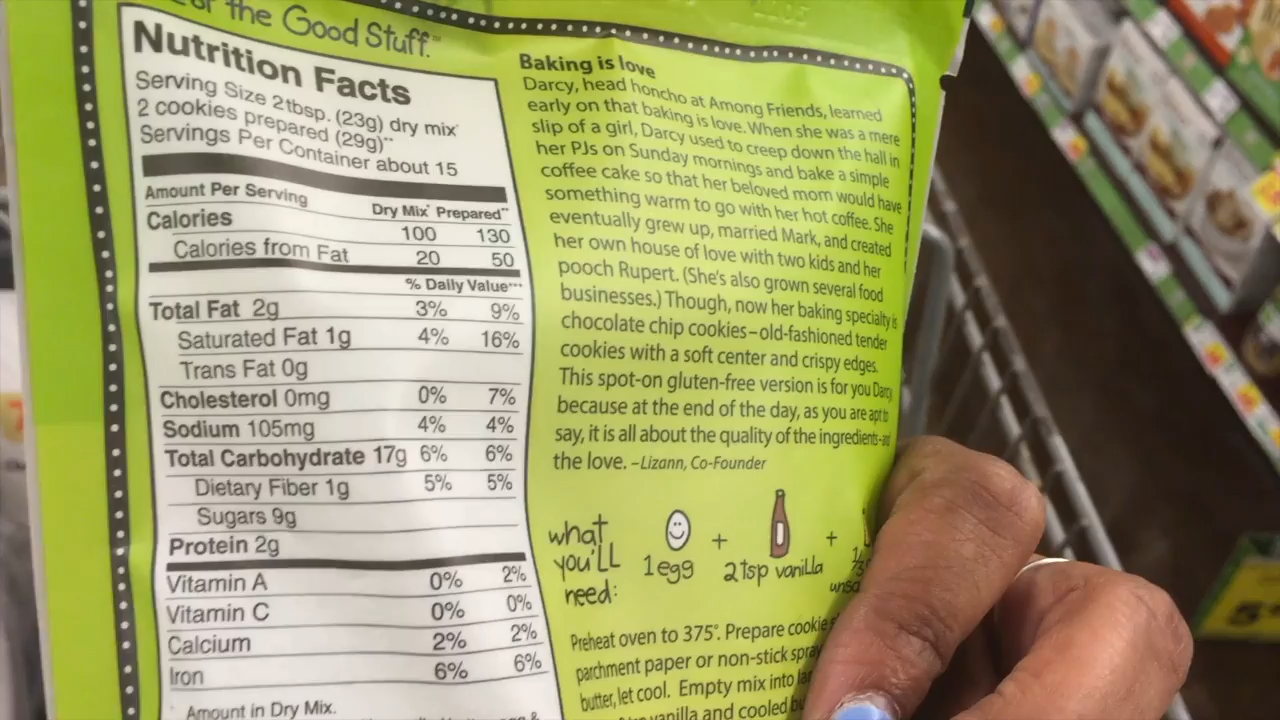 the Good Stuff.™
Nutrition Facts
Serving Size 2tbsp. (23g) dry mix*
2 cookies prepared (29g)**
Servings Per Container about 15
Amount Per Serving
Dry Mix* Prepared**
Calories 100 130
Calories from Fat 20 50
% Daily Value***
Total Fat 2g 3% 9%
Saturated Fat 1g 4% 16%
Trans Fat 0g
Cholesterol 0mg 0% 7%
Sodium 105mg 4% 4%
Total Carbohydrate 17g 6% 6%
Dietary Fiber 1g 5% 5%
Sugars 9g
Protein 2g
Vitamin A 0% 2%
Vitamin C 0% 0%
Calcium 2% 2%
Iron 6% 6%
Amount in Dry Mix.
Baking is love
Darcy, head honcho at Among Friends, learned
early on that baking is love. When she was a mere
slip of a girl, Darcy used to creep down the hall in
her PJs on Sunday mornings and bake a simple
coffee cake so that her beloved mom would have
something warm to go with her hot coffee. She
eventually grew up, married Mark, and created
her own house of love with two kids and her
pooch Rupert. (She's also grown several food
businesses.) Though, now her baking specialty is
chocolate chip cookies–old-fashioned tender
cookies with a soft center and crispy edges.
This spot-on gluten-free version is for you Darcy
because at the end of the day, as you are apt to
say, it is all about the quality of the ingredients–and
the love. –Lizann, Co-Founder
what
you'll
need:
1 egg + 2 tsp vanilla +
Preheat oven to 375°. Prepare cookie
parchment paper or non-stick spray
butter, let cool. Empty mix into
vanilla and cooled